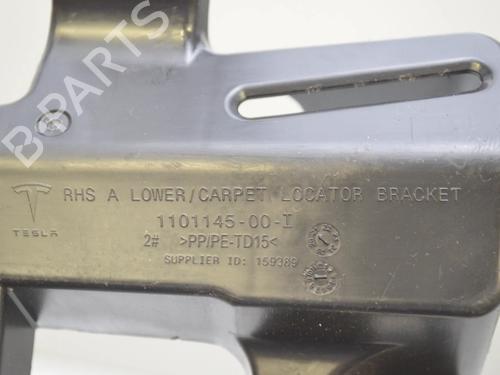 B-PARTS
RHS A LOWER/CARPET LOCATOR BRACKET
TESLA
1101145-00-I
2# >PP/PE-TD15<
SUPPLIER ID: 159389